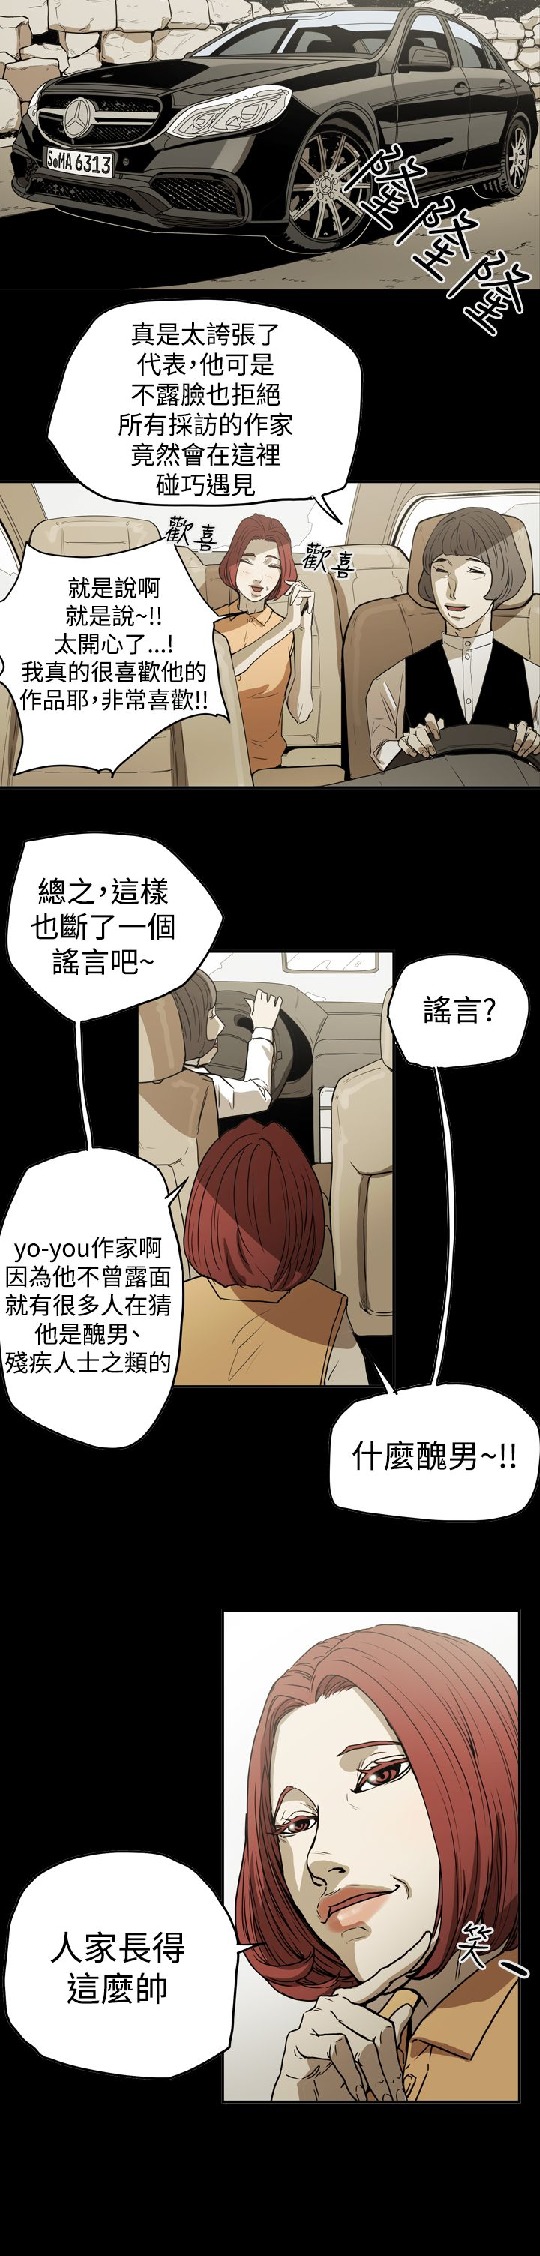 SoMA 6313
隆隆隆
真是太誇張了
代表，他可是
不露臉也拒絕
所有採訪的作家
竟然會在這裡
碰巧遇見
歡喜
歡喜
就是說啊
就是說~!!
太開心了...!
我真的很喜歡他的
作品耶，非常喜歡!!
總之，這樣
也斷了一個
謠言吧~
謠言?
yo-you作家啊
因為他不曾露面
就有很多人在猜
他是醜男、
殘疾人士之類的
什麼醜男~!!
人家長得
這麼帥
笑